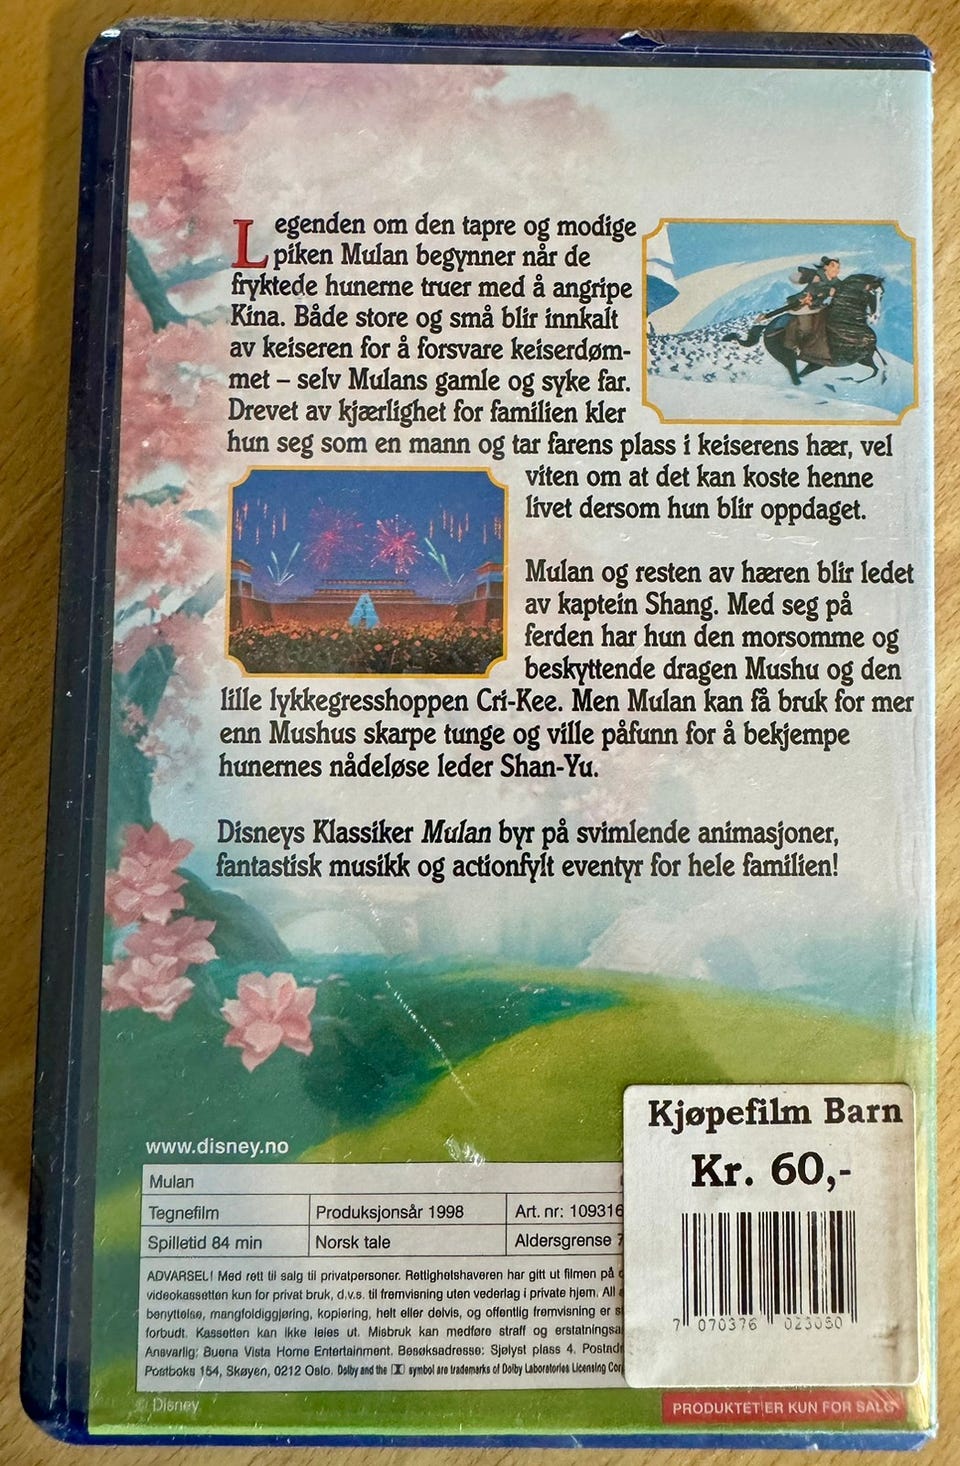 Legenden om den tapre og modige
piken Mulan begynner når de
fryktede hunerne truer med å angripe
Kina. Både store og små blir innkalt
av keiseren for å forsvare keiserdøm-
met – selv Mulans gamle og syke far.
Drevet av kjærlighet for familien kler
hun seg som en mann og tar farens plass i keiserens hær, vel
viten om at det kan koste henne
livet dersom hun blir oppdaget.
Mulan og resten av hæren blir ledet
av kaptein Shang. Med seg på
ferden har hun den morsomme og
beskyttende dragen Mushu og den
lille lykkegresshoppen Cri-Kee. Men Mulan kan få bruk for mer
enn Mushus skarpe tunge og ville påfunn for å bekjempe
hunernes nådeløse leder Shan-Yu.
Disneys Klassiker Mulan byr på svimlende animasjoner,
fantastisk musikk og actionfylt eventyr for hele familien!
www.disney.no
Mulan
Tegnefilm Produksjonsår 1998 Art. nr: 109316
Spilletid 84 min Norsk tale Aldersgrense 7
ADVARSEL! Med rett til salg til privatpersoner. Rettighetshaveren har gitt ut filmen på
videokassetten kun for privat bruk, d.v.s. til fremvisning uten vederlag i private hjem. All
benyttelse, mangfoldiggjøring, kopiering, helt eller delvis, og offentlig fremvisning er
forbudt. Kassetten kan ikke leies ut. Misbruk kan medføre straff og
Ansvarlig: Buena Vista Home Entertainment. Besøksadresse: Sjølyst plass 4.
Postboks 154, Skøyen, 0212 Oslo. Dolby and the symbol are trademarks of Dolby Laboratories Licensing
© Disney
Kjøpefilm Barn
Kr. 60,-
7 070376 023050
PRODUKTET ER KUN FOR SALG